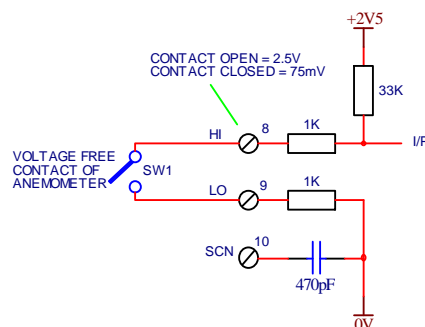 +2V5
CONTACT OPEN = 2.5V
CONTACT CLOSED = 75mV
33K
HI
8
1K
I/F
VOLTAGE FREE
CONTACT OF
ANEMOMETER
SW1
LO
9
1K
SCN
10
470pF
0V